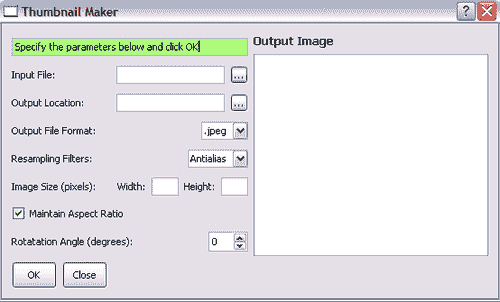 Thumbnail Maker
Specify the parameters below and click OK
Output Image
Input File:
...
Output Location:
...
Output File Format: .jpeg
Resampling Filters: Antialias
Image Size (pixels): Width: Height:
Maintain Aspect Ratio
Rotatation Angle (degrees): 0
OK Close